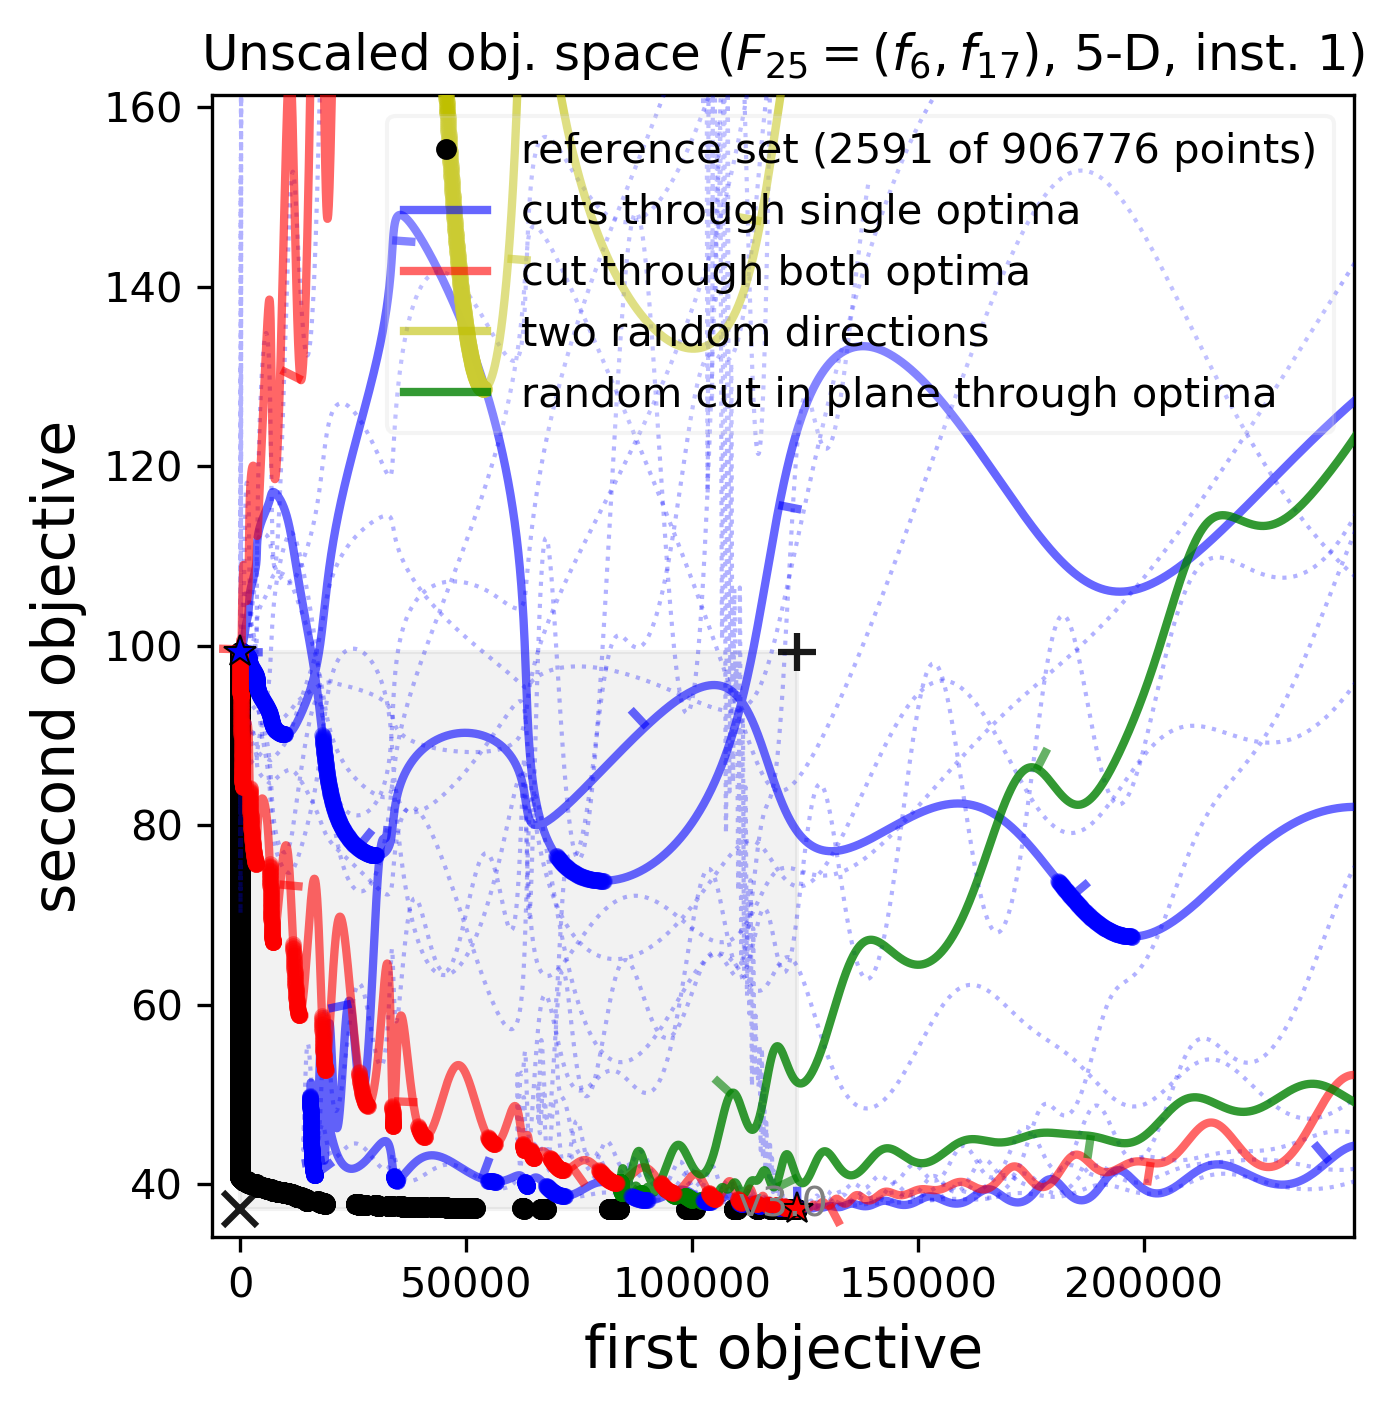 Unscaled obj. space (F25 = (f6, f17), 5-D, inst. 1)
160
140
120
100
80
60
40
second objective
reference set (2591 of 906776 points)
cuts through single optima
cut through both optima
two random directions
random cut in plane through optima
0
50000
100000
150000
200000
first objective